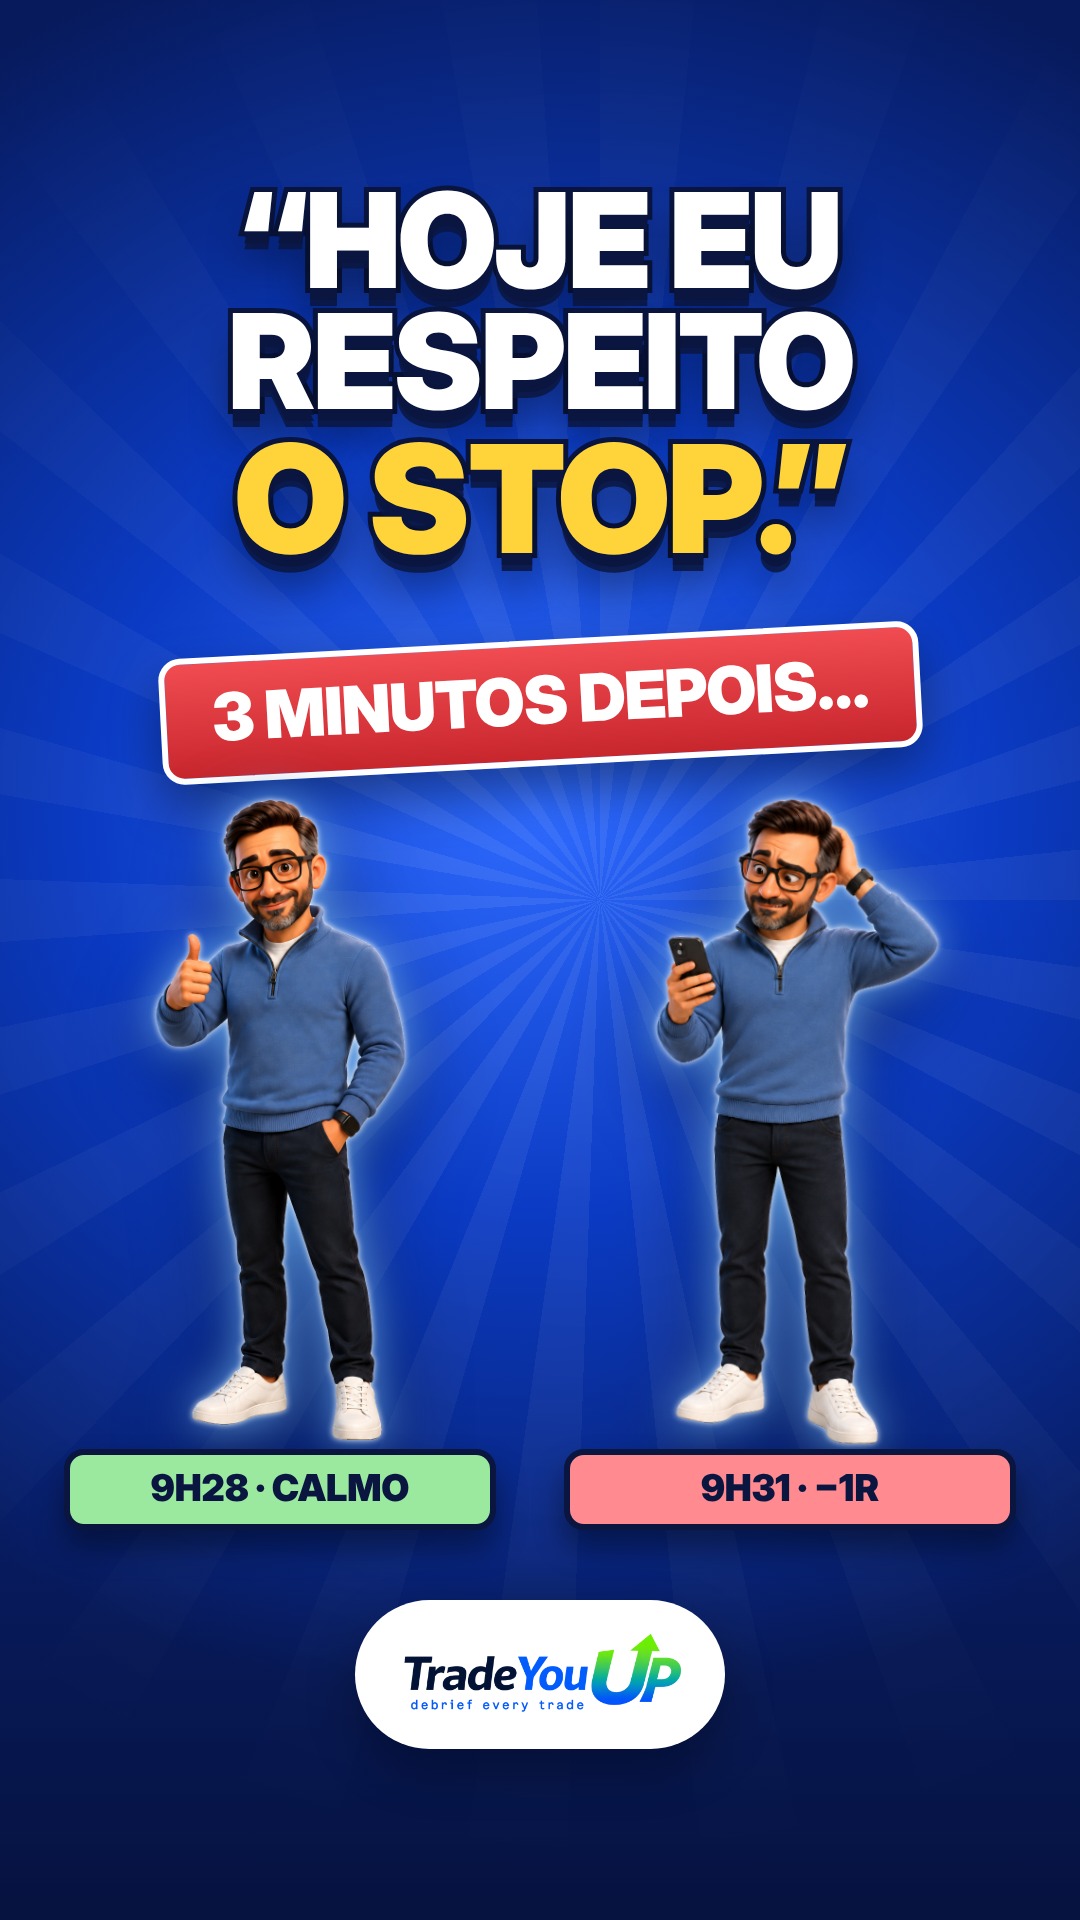 “HOJE EU
RESPEITO
O STOP.”
3 MINUTOS DEPOIS...
9H28 · CALMO
9H31 · −1R
TradeYouUP
debrief every trade